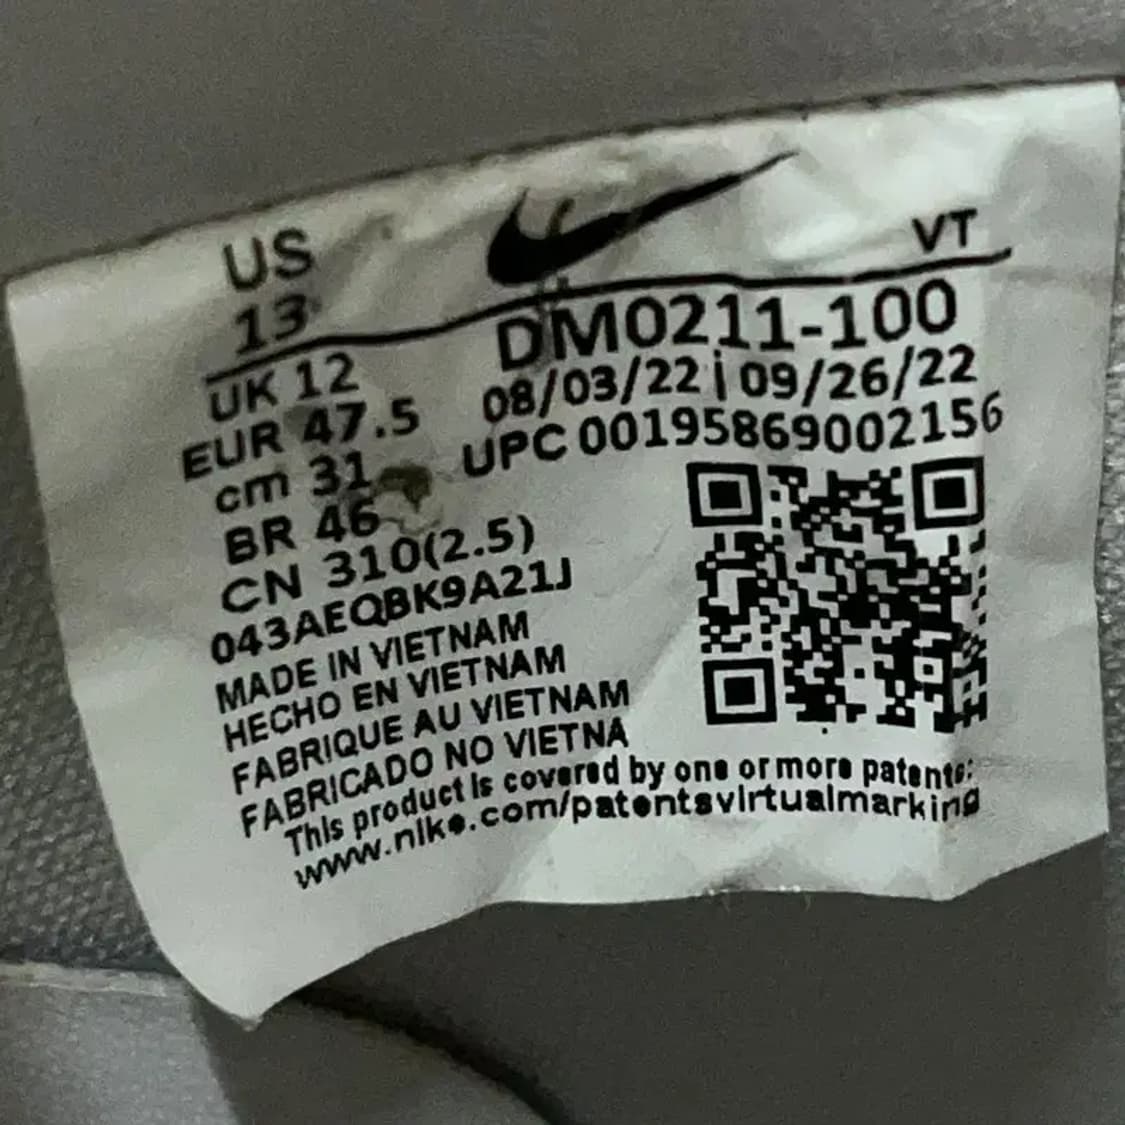 US
13
VT
DM0211-100
UK 12
08/03/22 | 09/26/22
EUR 47.5
UPC 00195869002156
cm 31
BR 46
CN 310(2.5)
043AEQBK9A21J
MADE IN VIETNAM
HECHO EN VIETNAM
FABRIQUE AU VIETNAM
FABRICADO NO VIETNA
This product is covered by one or more patents:
www.nike.com/patentsvirtualmarking